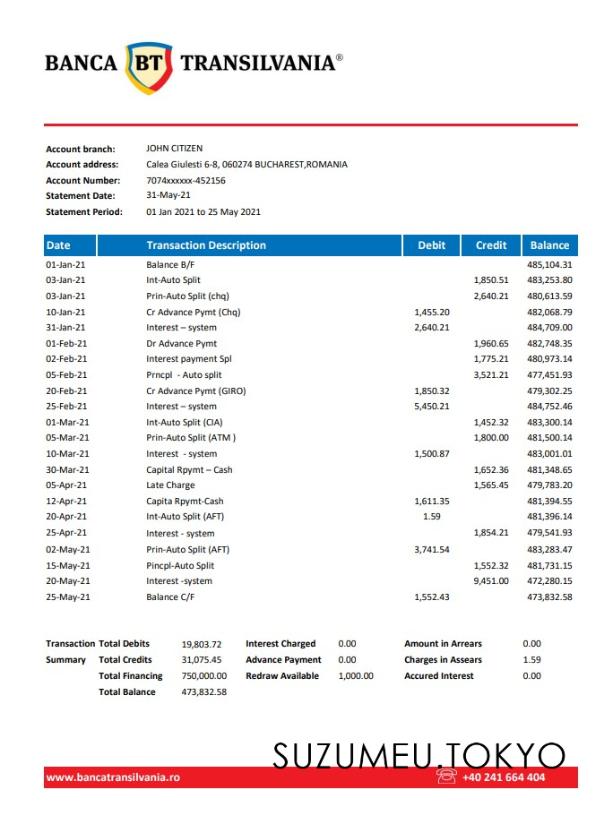 BANCA BT TRANSILVANIA®
Account branch: JOHN CITIZEN
Account address: Calea Giulesti 6-8, 060274 BUCHAREST,ROMANIA
Account Number: 7074xxxxxx-452156
Statement Date: 31-May-21
Statement Period: 01 Jan 2021 to 25 May 2021
Date Transaction Description Debit Credit Balance
01-Jan-21 Balance B/F 485,104.31
03-Jan-21 Int-Auto Split 1,850.51 483,253.80
03-Jan-21 Prin-Auto Split (chq) 2,640.21 480,613.59
10-Jan-21 Cr Advance Pymt (Chq) 1,455.20 482,068.79
31-Jan-21 Interest – system 2,640.21 484,709.00
01-Feb-21 Dr Advance Pymt 1,960.65 482,748.35
02-Feb-21 Interest payment Spl 1,775.21 480,973.14
05-Feb-21 Prncpl - Auto split 3,521.21 477,451.93
20-Feb-21 Cr Advance Pymt (GIRO) 1,850.32 479,302.25
25-Feb-21 Interest – system 5,450.21 484,752.46
01-Mar-21 Int-Auto Split (CIA) 1,452.32 483,300.14
05-Mar-21 Prin-Auto Split (ATM ) 1,800.00 481,500.14
10-Mar-21 Interest - system 1,500.87 483,001.01
30-Mar-21 Capital Rpymt – Cash 1,652.36 481,348.65
05-Apr-21 Late Charge 1,565.45 479,783.20
12-Apr-21 Capita Rpymt-Cash 1,611.35 481,394.55
20-Apr-21 Int-Auto Split (AFT) 1.59 481,396.14
25-Apr-21 Interest - system 1,854.21 479,541.93
02-May-21 Prin-Auto Split (AFT) 3,741.54 483,283.47
15-May-21 Pincpl-Auto Split 1,552.32 481,731.15
20-May-21 Interest -system 9,451.00 472,280.15
25-May-21 Balance C/F 1,552.43 473,832.58
Transaction Total Debits 19,803.72 Interest Charged 0.00 Amount in Arrears 0.00
Summary Total Credits 31,075.45 Advance Payment 0.00 Charges in Assears 1.59
Total Financing 750,000.00 Redraw Available 1,000.00 Accured Interest 0.00
Total Balance 473,832.58
SUZUMEU.TOKYO
www.bancatransilvania.ro +40 241 664 404